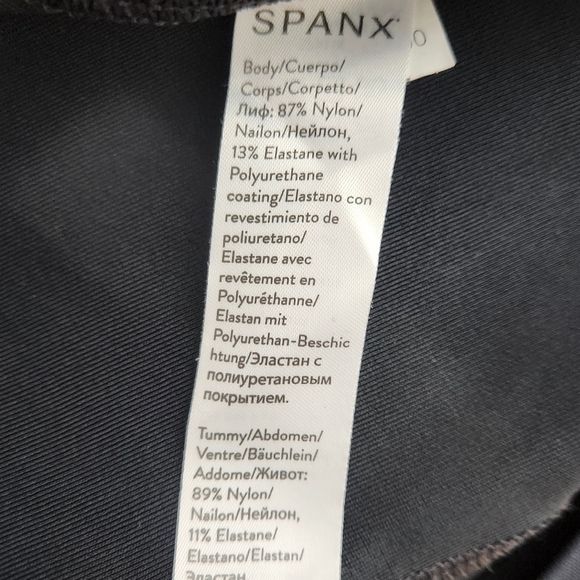 SPANX
0
Body/Cuerpo/
Corps/Corpetto/
Лиф: 87% Nylon/
Nailon/Нейлон,
13% Elastane with
Polyurethane
coating/Elastano con
revestimiento de
poliuretano/
Elastane avec
revêtement en
Polyuréthanne/
Elastan mit
Polyurethan-Beschic
htung/Эластан с
полиуретановым
покрытием.
Tummy/Abdomen/
Ventre/Bäuchlein/
Addome/Живот:
89% Nylon/
Nailon/Нейлон,
11% Elastane/
Elastano/Elastan/
Эластан